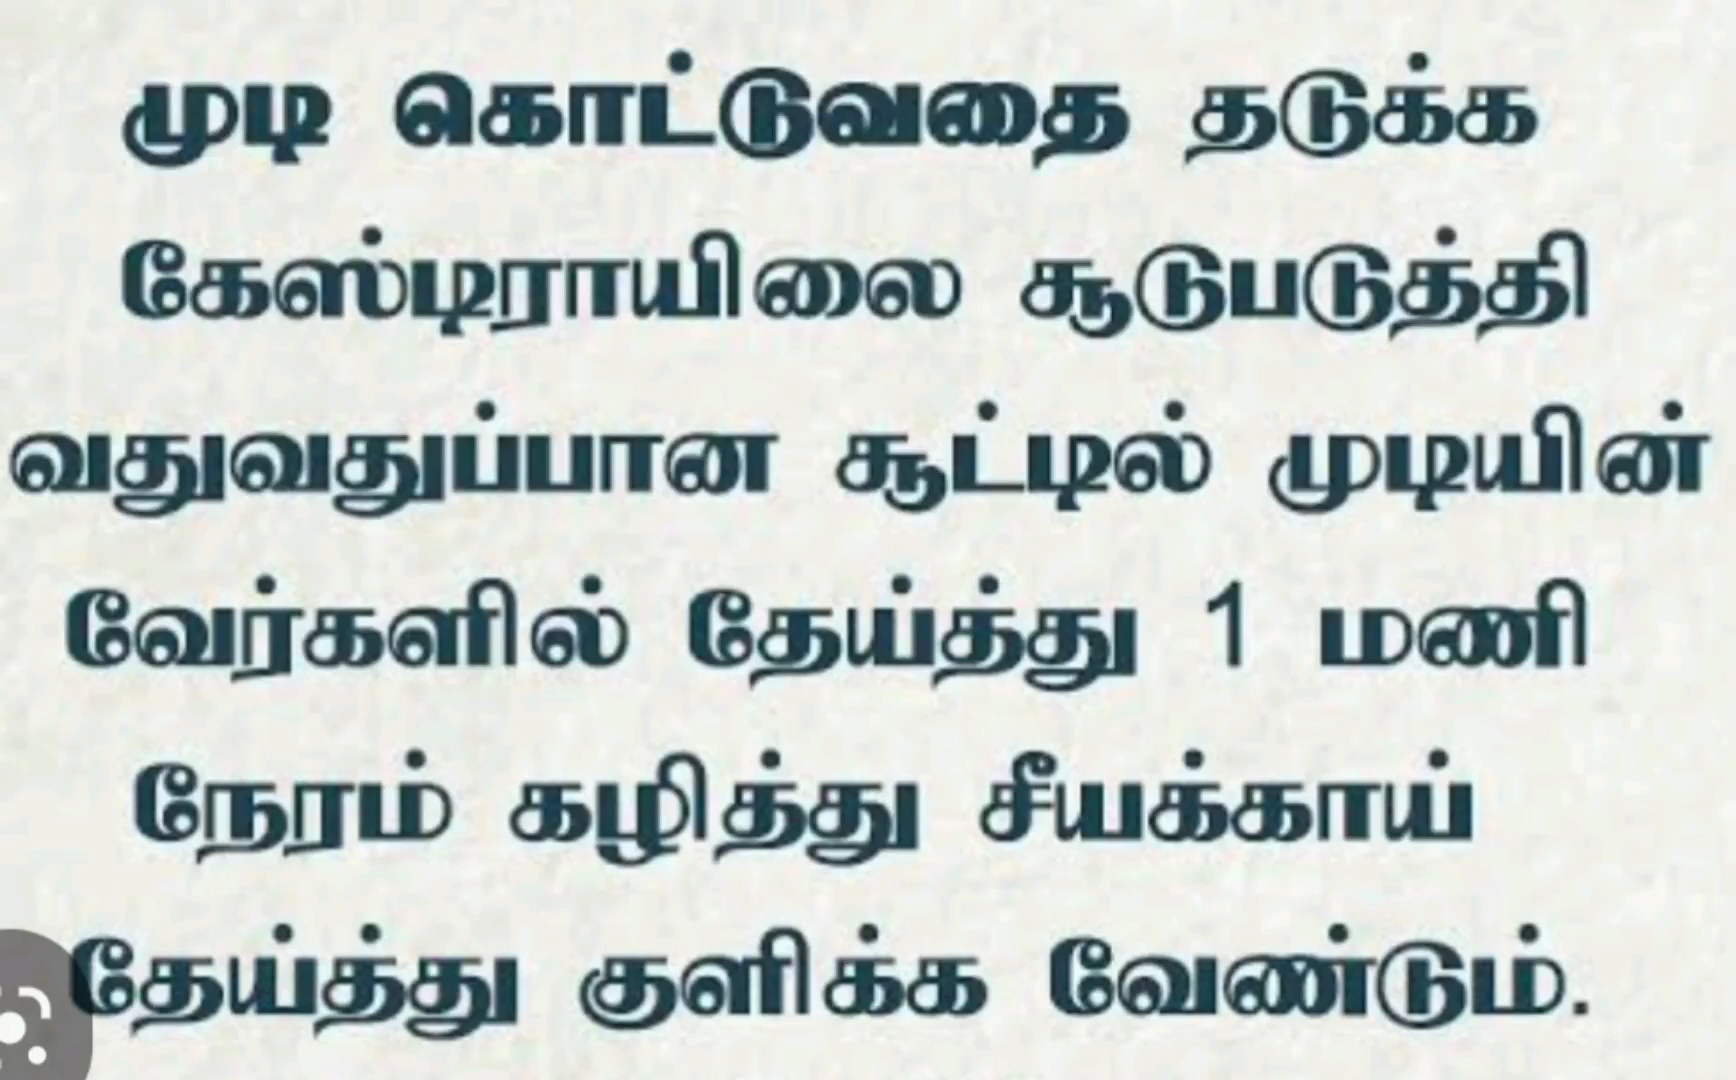 முடி கொட்டுவதை தடுக்க
கேஸ்டிராயிலை சூடுபடுத்தி
வதுவதுப்பான சூட்டில் முடியின்
வேர்களில் தேய்த்து 1 மணி
நேரம் கழித்து சீயக்காய்
தேய்த்து குளிக்க வேண்டும்.